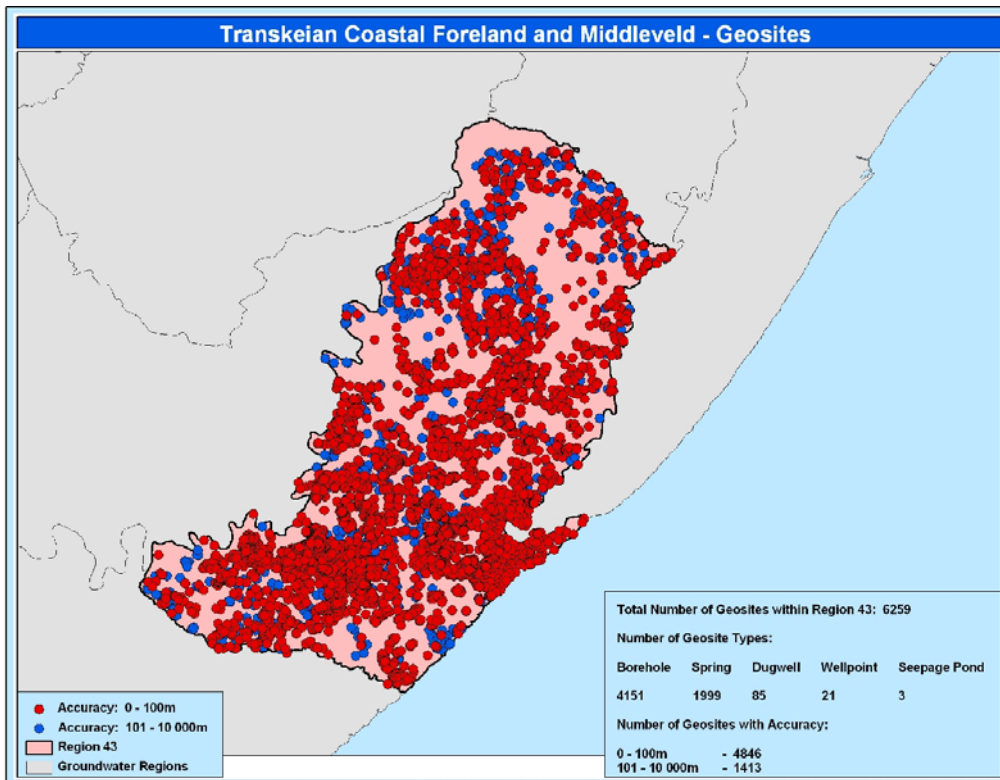 Transkeian Coastal Foreland and Middleveld - Geosites
Accuracy: 0 - 100m
Accuracy: 101 - 10 000m
Region 43
Groundwater Regions
Total Number of Geosites within Region 43: 6259
Number of Geosite Types:
Borehole Spring Dugwell Wellpoint Seepage Pond
4151 1999 85 21 3
Number of Geosites with Accuracy:
0 - 100m - 4846
101 - 10 000m - 1413